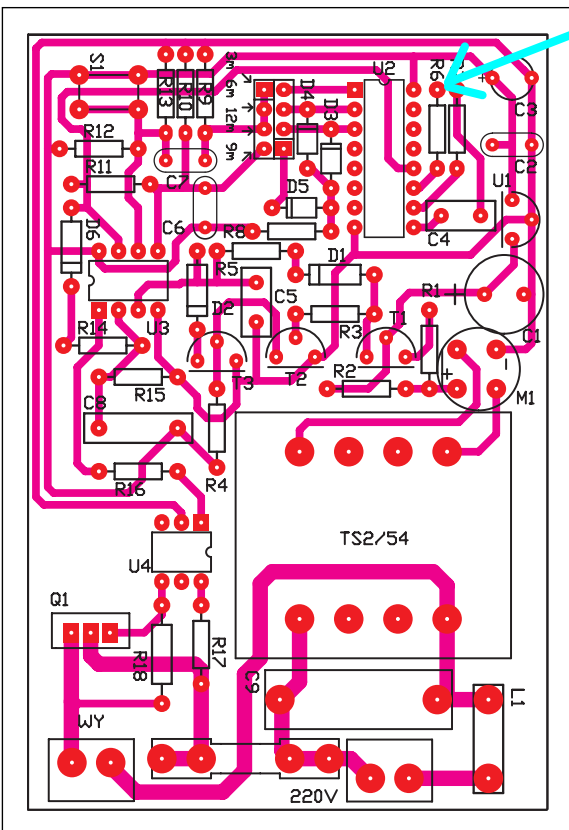 S1
R13
R10
R9
3m
6m
12m
9m
D4
D3
U2
R6
C3
C2
R12
R11
C7
C6
D6
D5
R8
U1
C4
R5
D1
D2
C5
R3
T1
R1
C1
U3
R14
T3
T2
R2
M1
R15
C8
R4
R16
U4
TS2/54
Q1
R18
R17
C9
L1
WY
220V
+
+
-